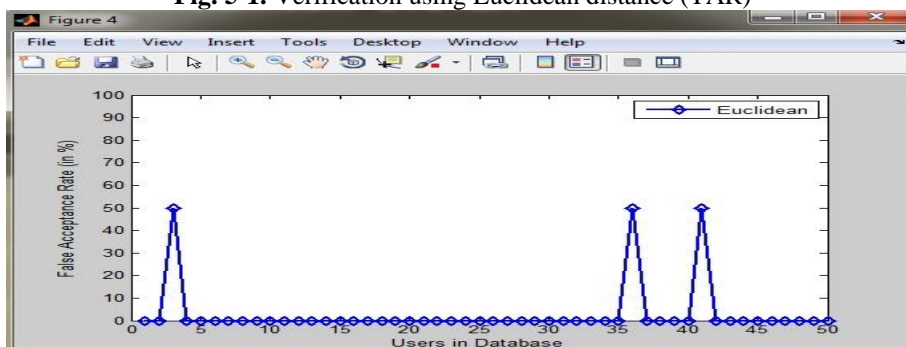 Fig. 5-1. Verification using Euclidean distance (TAR)
Figure 4
File Edit View Insert Tools Desktop Window Help
Euclidean
False Acceptance Rate (in %)
100
90
80
70
60
50
40
30
20
10
0
0 5 10 15 20 25 30 35 40 45 50
Users in Database